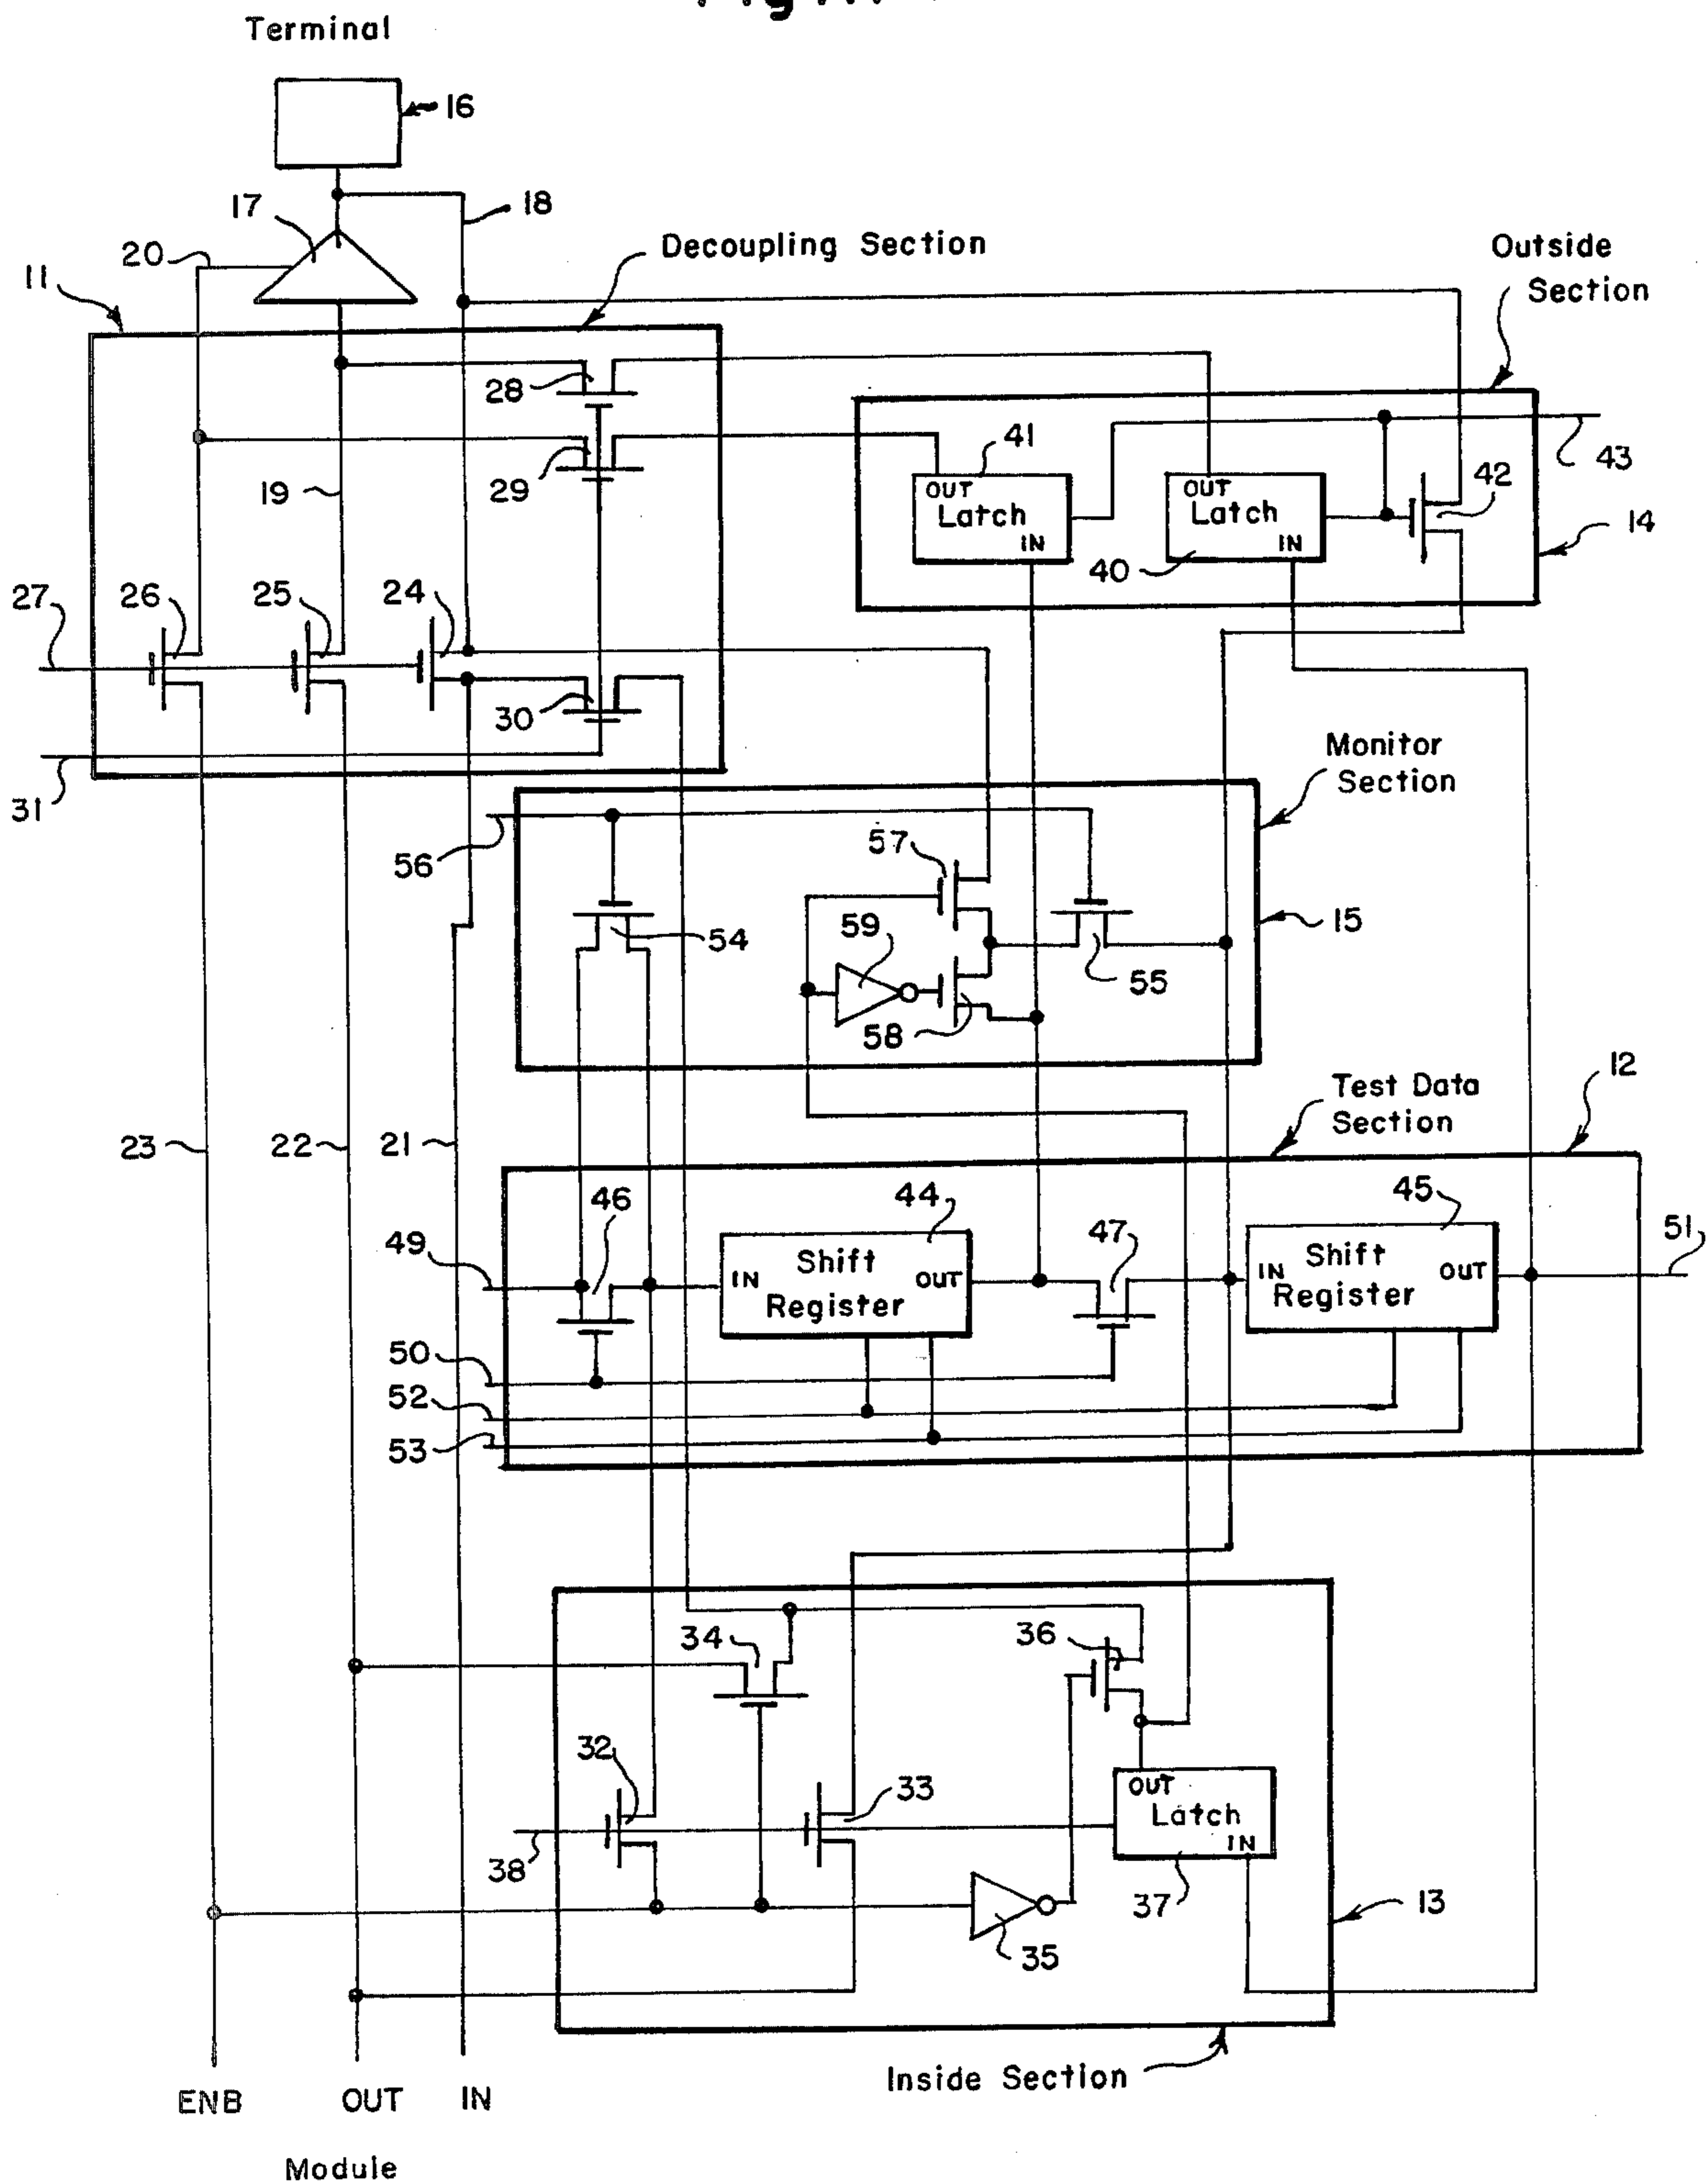 Terminal
16
17
18
20
Decoupling Section
Outside
Section
11
28
41
43
29
OUT
Latch
IN
OUT
Latch
IN
42
19
14
40
27
26
25
24
30
Monitor
Section
31
56
57
15
54
59
55
58
12
Test Data
Section
23
22
21
46
44
47
45
51
49
IN
Shift
Register
OUT
IN
Shift
Register
OUT
50
52
53
34
36
32
33
OUT
Latch
IN
38
37
13
35
Inside Section
ENB
OUT
IN
Module